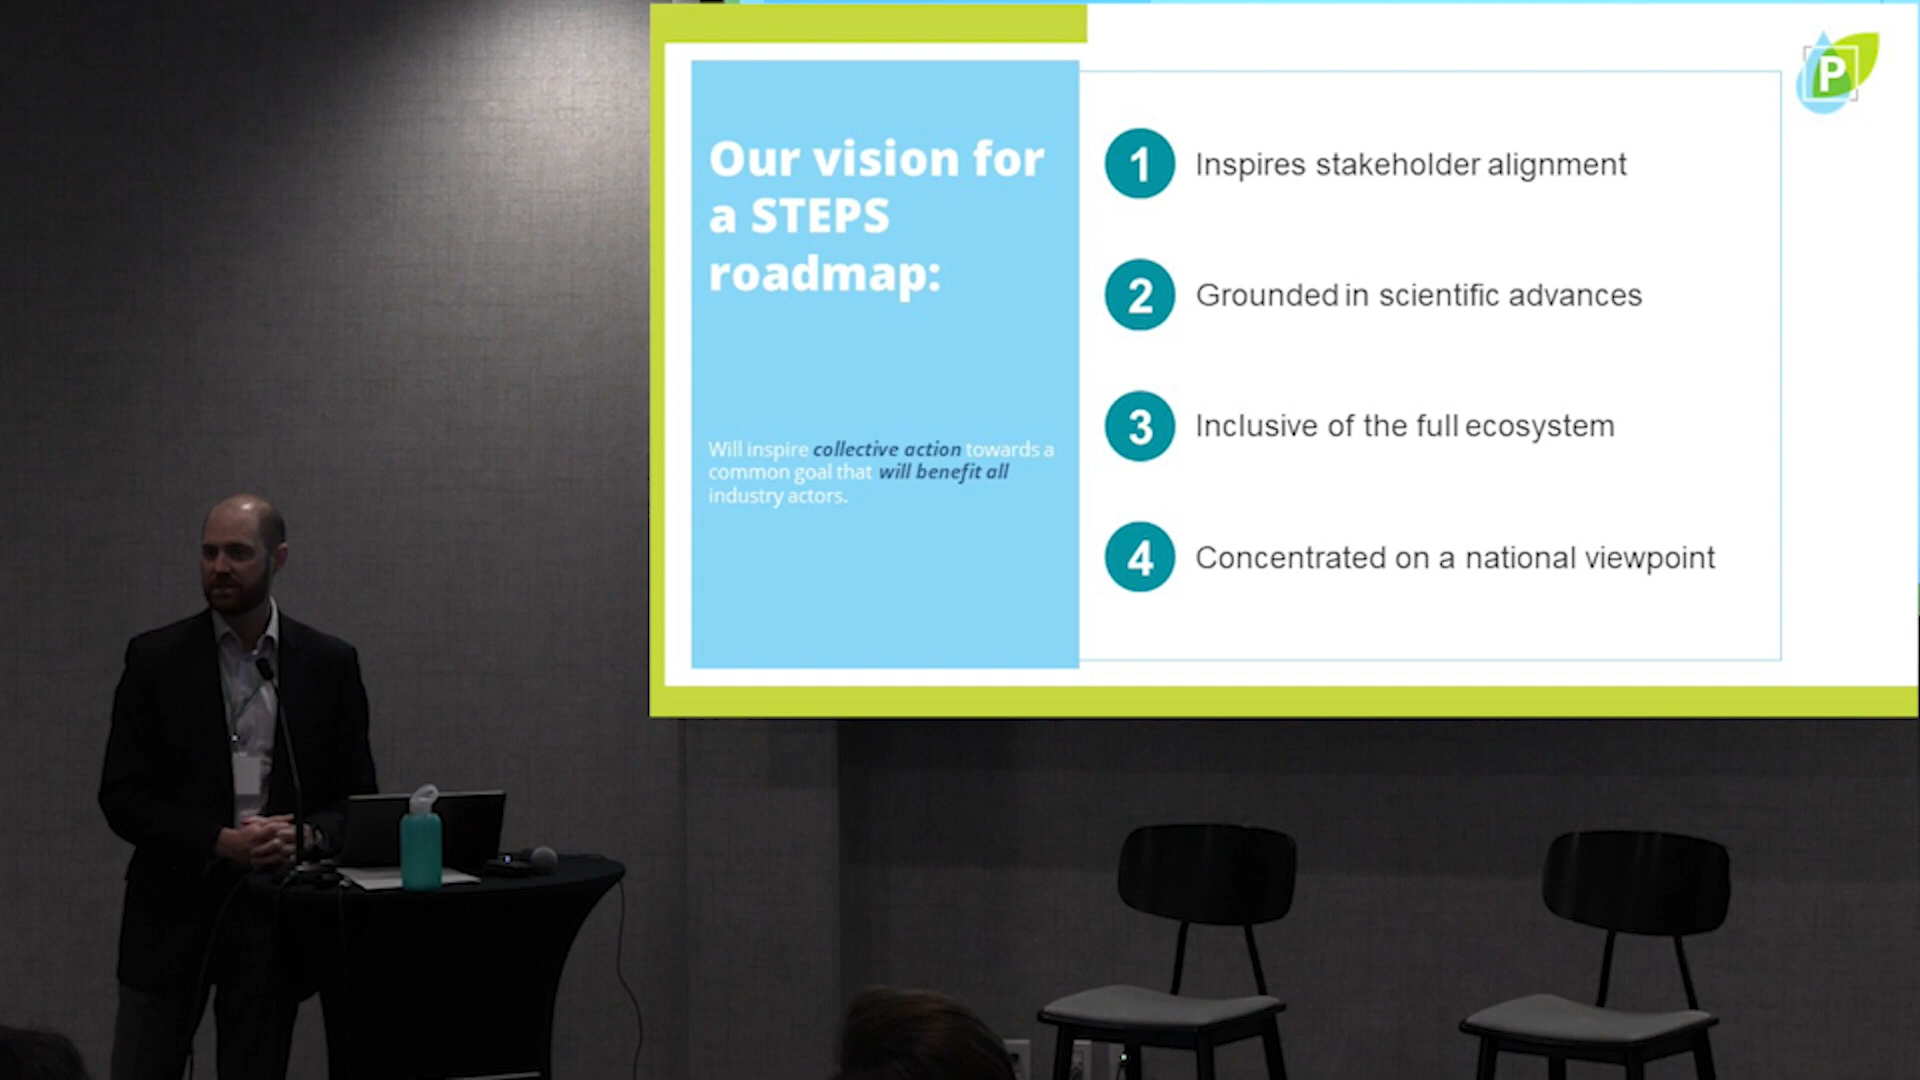 Our vision for
a STEPS
roadmap:
Will inspire collective action towards a
common goal that will benefit all
industry actors.
1 Inspires stakeholder alignment
2 Grounded in scientific advances
3 Inclusive of the full ecosystem
4 Concentrated on a national viewpoint
P